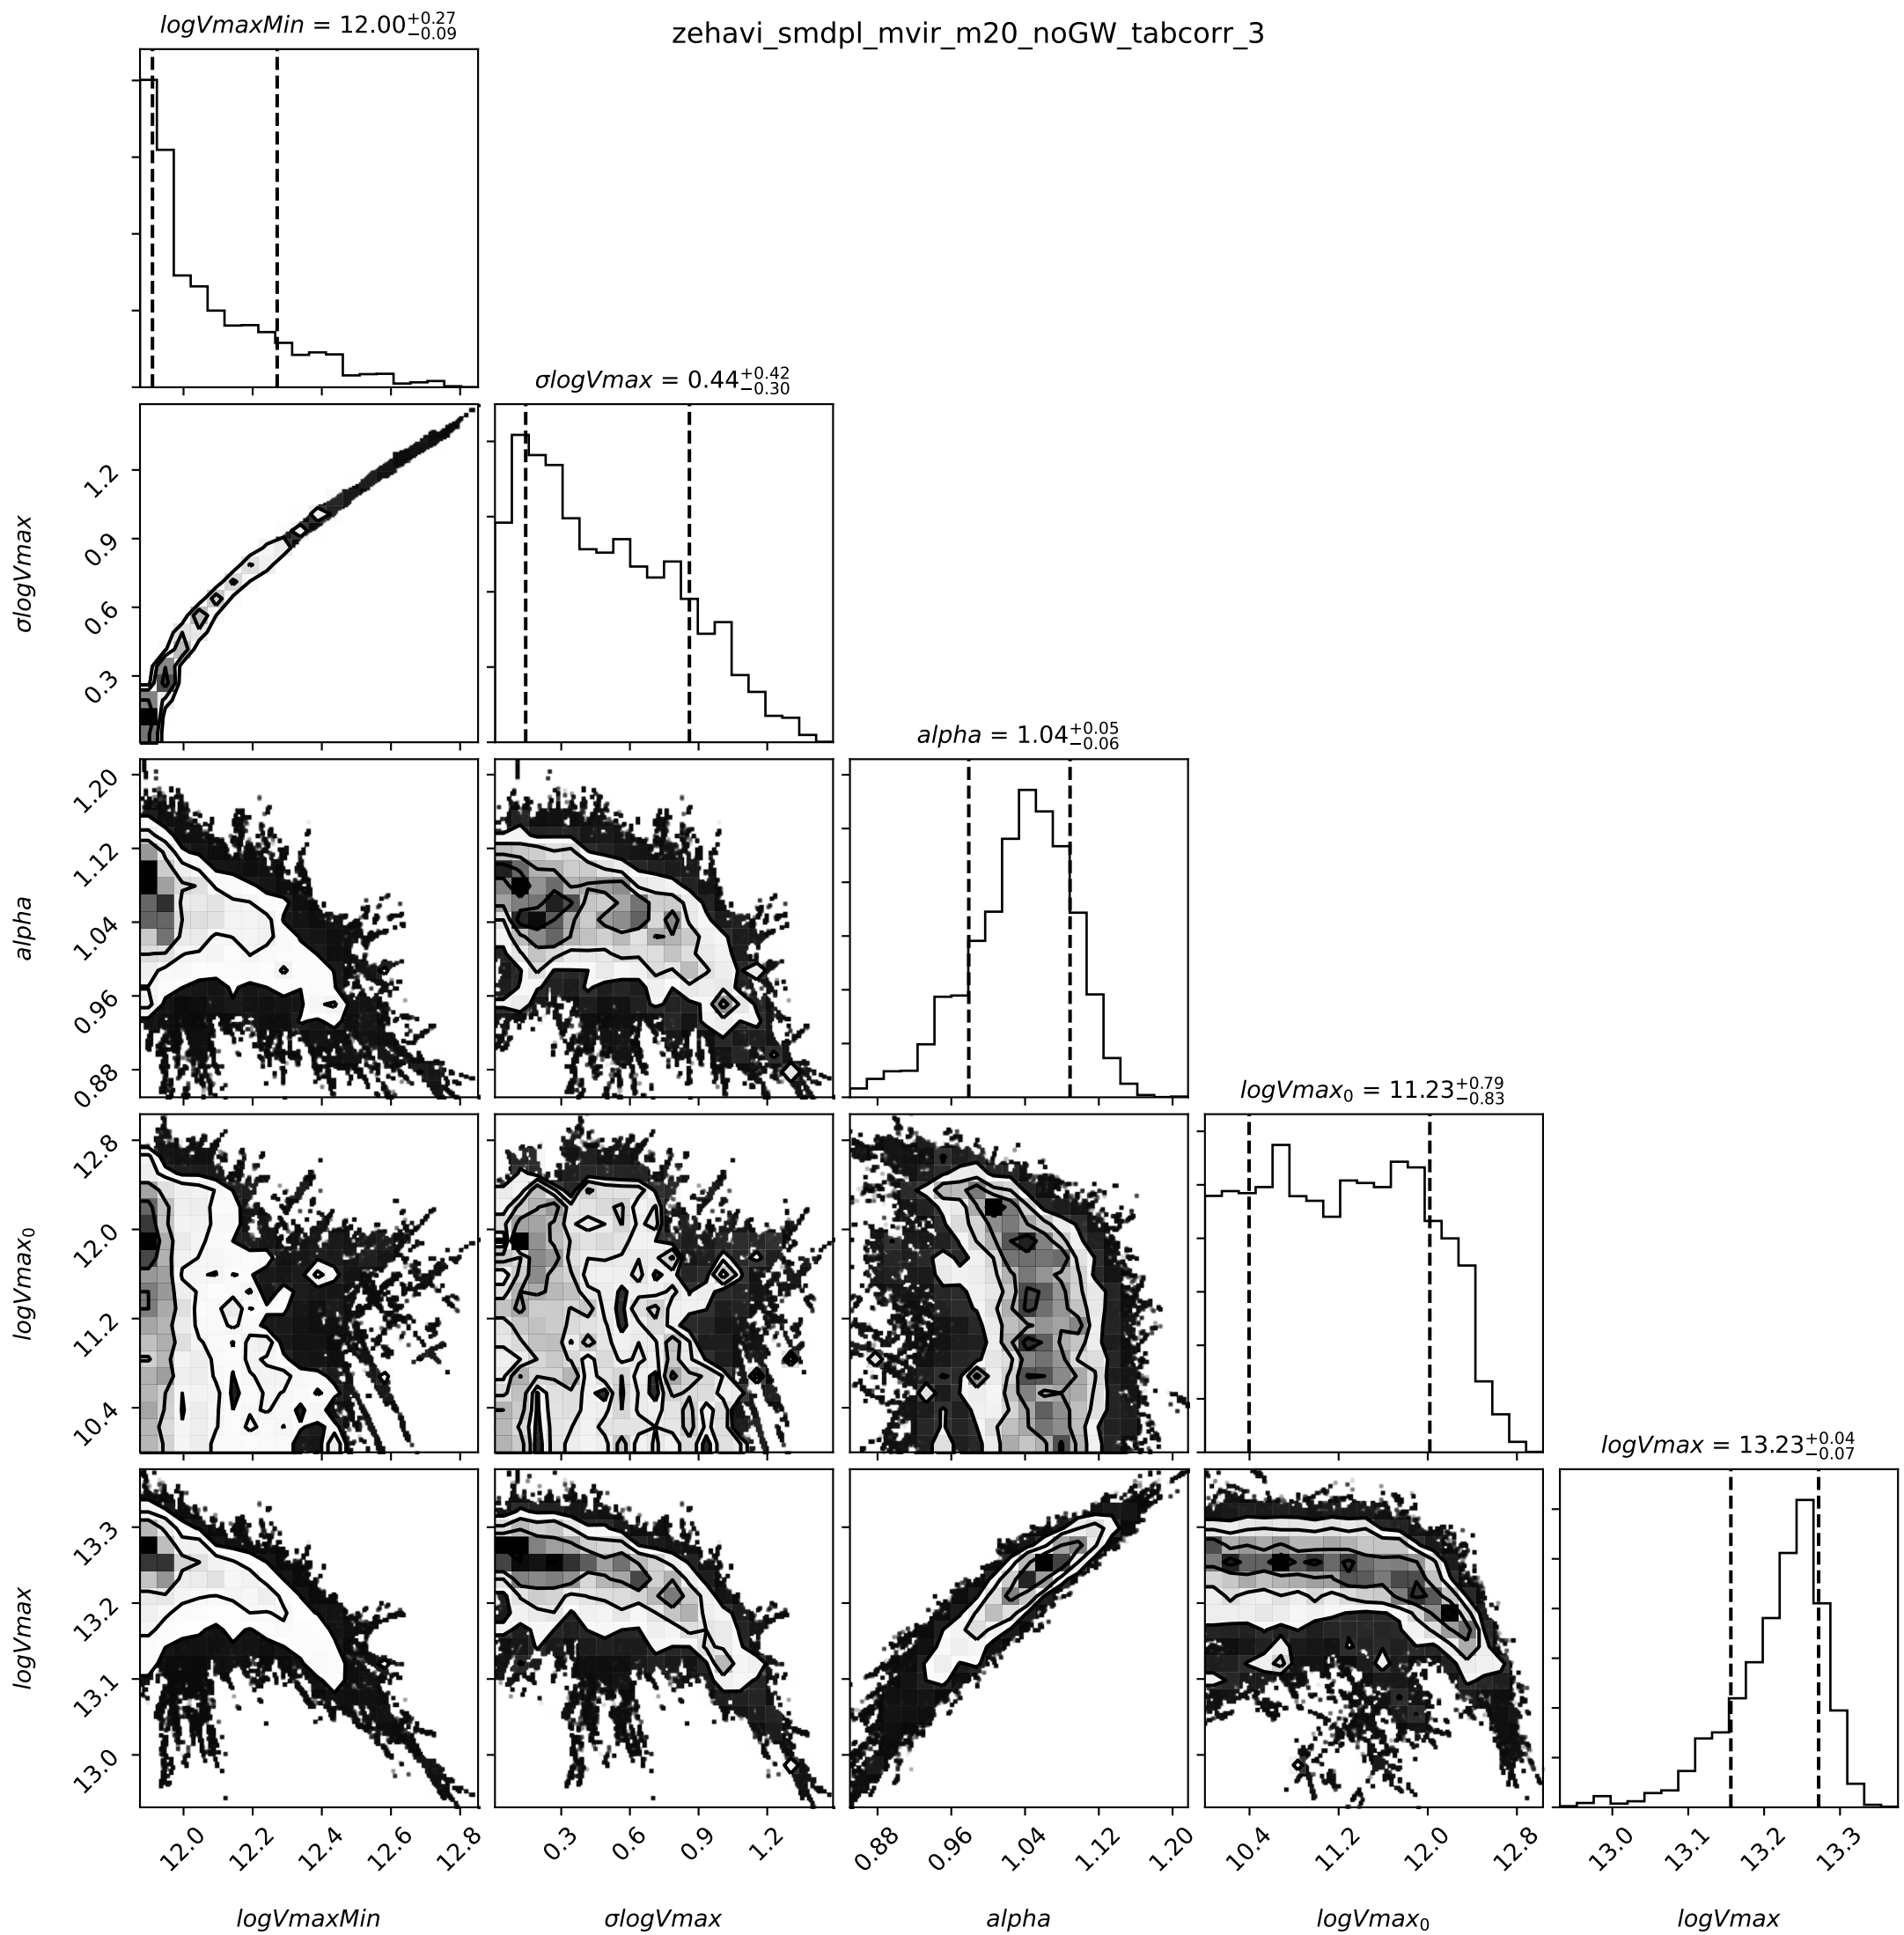 zehavi_smdpl_mvir_m20_noGW_tabcorr_3
logVmaxMin = 12.00+0.27 −0.09
σlogVmax = 0.44+0.42 −0.30
σlogVmax
1.2
0.9
0.6
0.3
alpha = 1.04+0.05 −0.06
alpha
1.20
1.12
1.04
0.96
0.88
logVmax0 = 11.23+0.79 −0.83
logVmax0
12.8
12.0
11.2
10.4
logVmax = 13.23+0.04 −0.07
logVmax
13.3
13.2
13.1
13.0
12.0 12.2 12.4 12.6 12.8
0.3 0.6 0.9 1.2
0.88 0.96 1.04 1.12 1.20
10.4 11.2 12.0 12.8
13.0 13.1 13.2 13.3
logVmaxMin
σlogVmax
alpha
logVmax0
logVmax